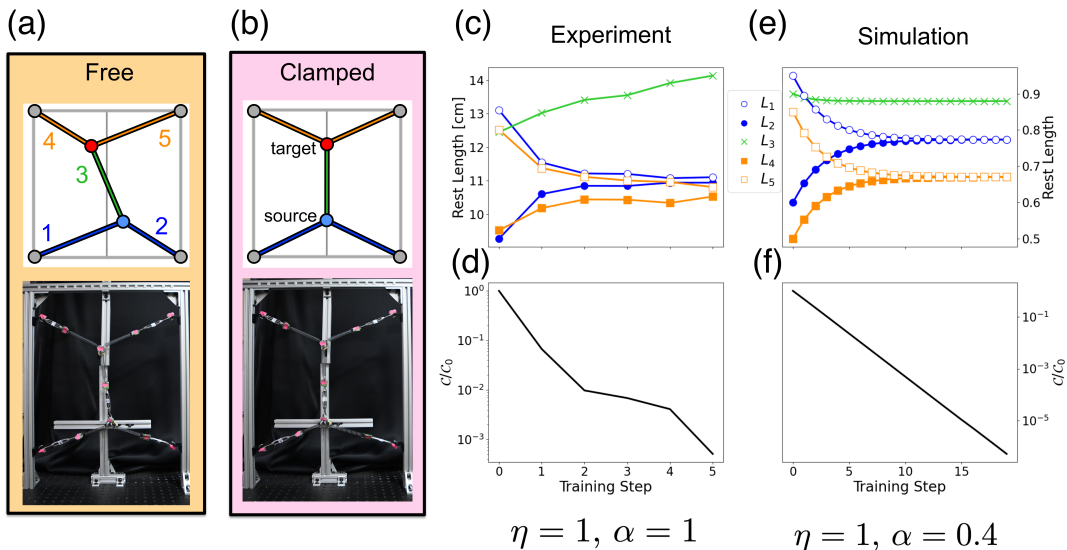 (a)
Free
4
5
3
1
2
(b)
Clamped
target
source
(c)
Experiment
Rest Length [cm]
14
13
12
11
10
L₁
L₂
L₃
L₄
L₅
(d)
C/C₀
10⁰
10⁻¹
10⁻²
10⁻³
0 1 2 3 4 5
Training Step
η = 1, α = 1
(e)
Simulation
0.9
0.8
0.7
0.6
0.5
Rest Length
(f)
10⁻¹
10⁻³
10⁻⁵
C/C₀
0 5 10 15
Training Step
η = 1, α = 0.4